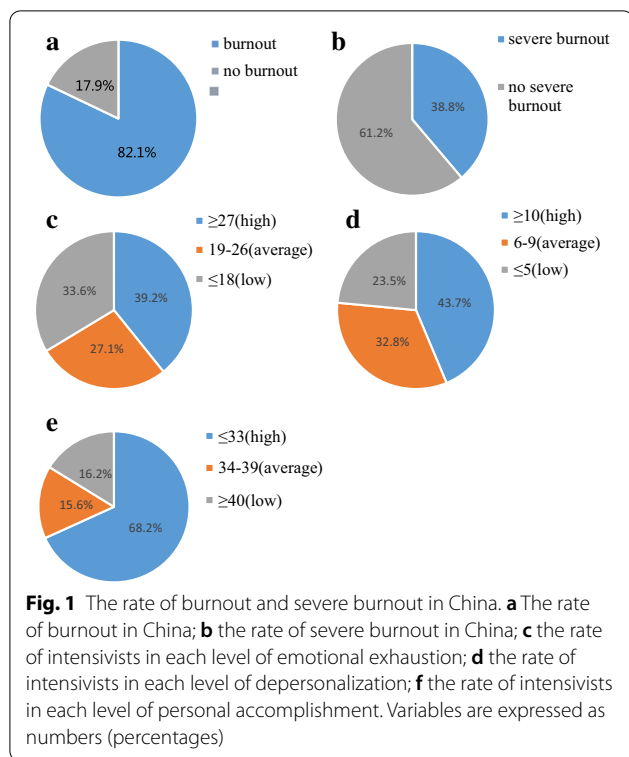 a
burnout
no burnout
17.9%
82.1%
b
severe burnout
no severe
burnout
38.8%
61.2%
c
≥27(high)
19-26(average)
≤18(low)
33.6%
39.2%
27.1%
d
≥10(high)
6-9(average)
≤5(low)
23.5%
43.7%
32.8%
e
≤33(high)
34-39(average)
≥40(low)
16.2%
15.6%
68.2%
Fig. 1 The rate of burnout and severe burnout in China. a The rate
of burnout in China; b the rate of severe burnout in China; c the rate
of intensivists in each level of emotional exhaustion; d the rate of
intensivists in each level of depersonalization; f the rate of intensivists
in each level of personal accomplishment. Variables are expressed as
numbers (percentages)